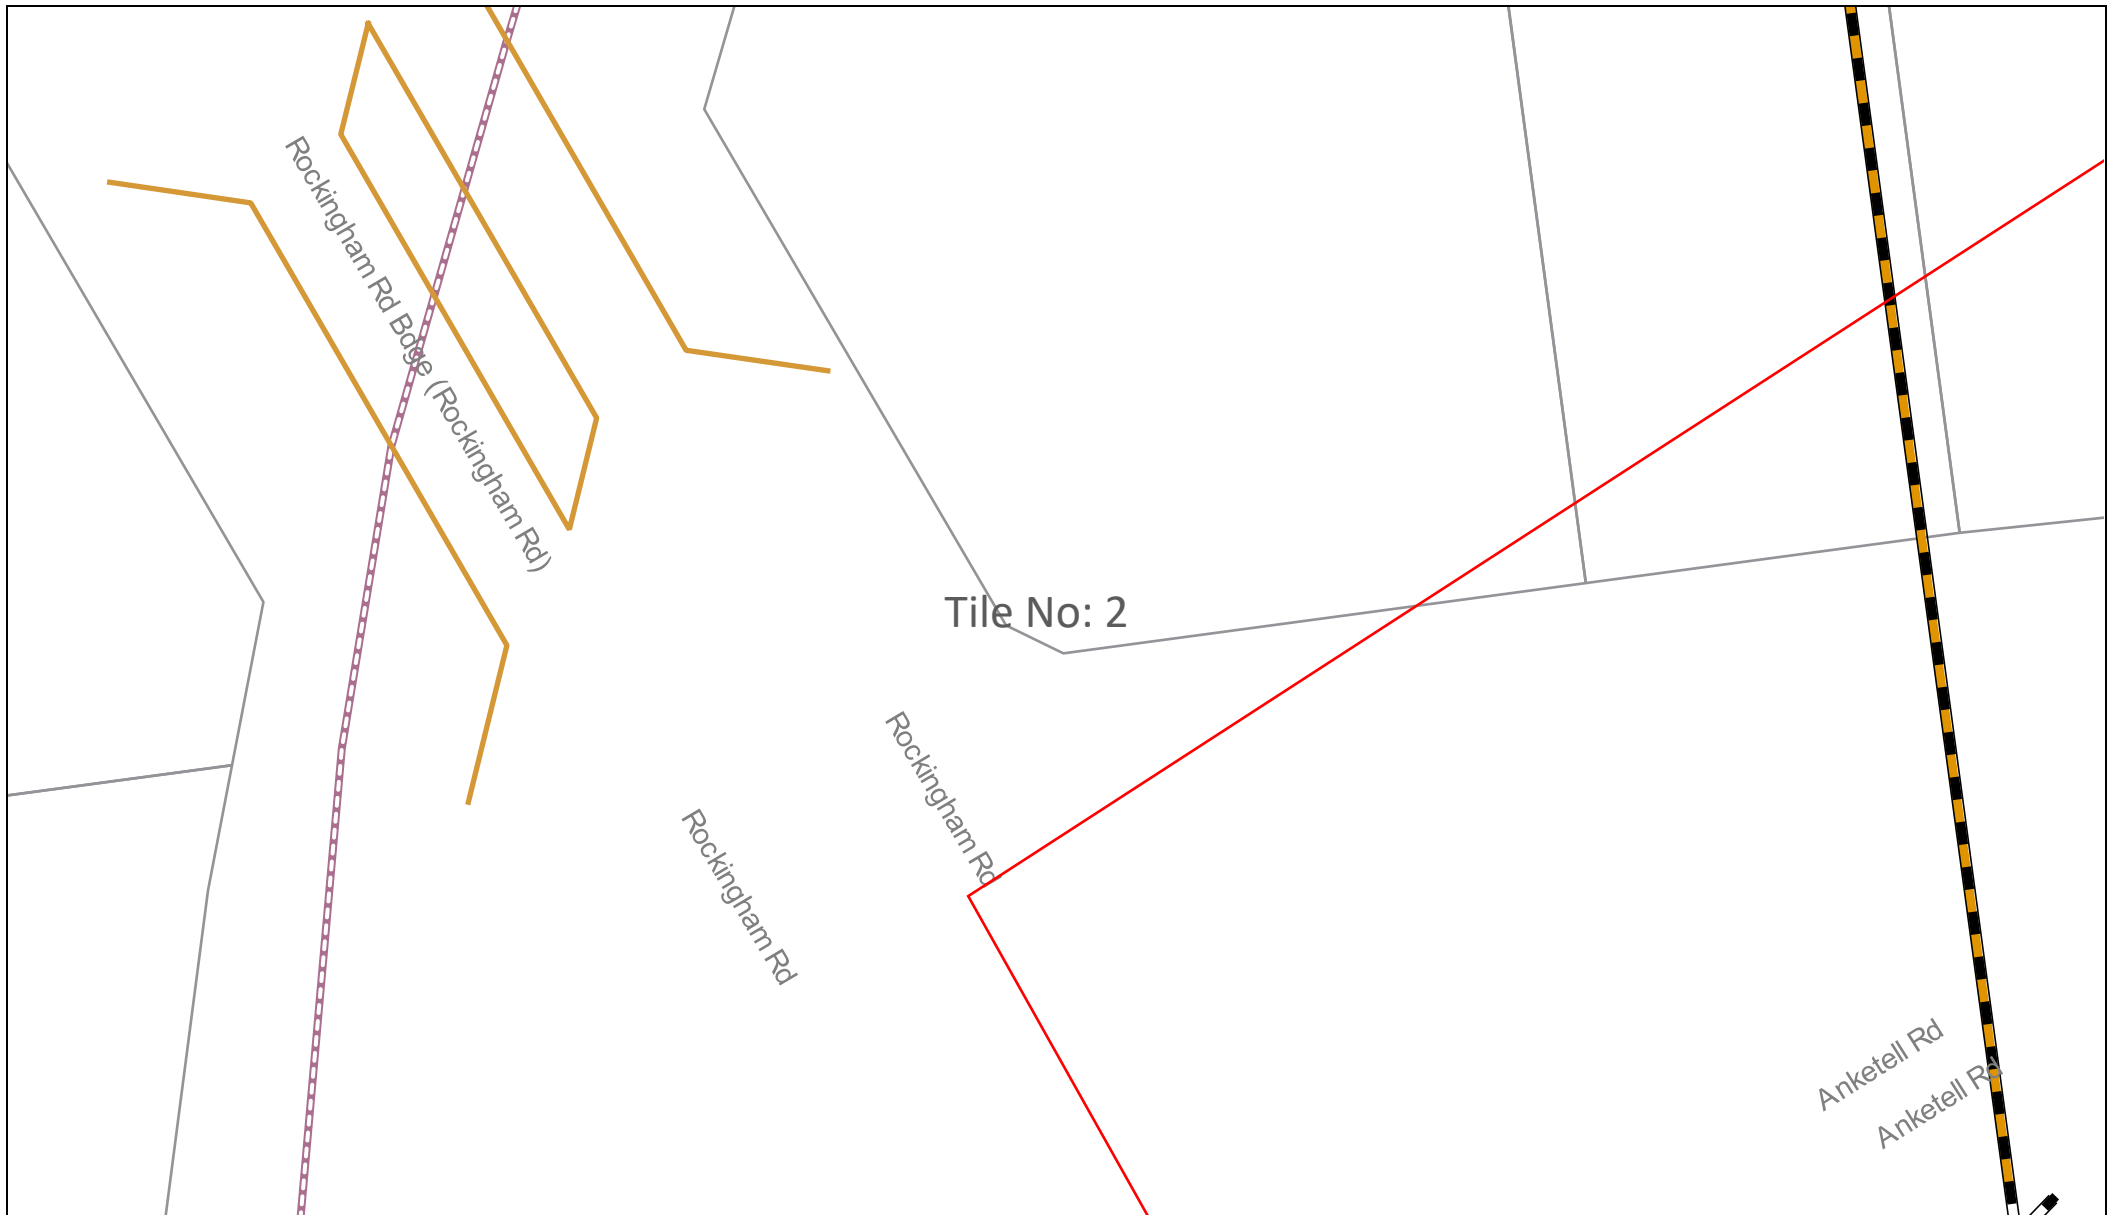 Rockingham Rd Bdge (Rockingham Rd)
Tile No: 2
Rockingham Rd
Rockingham Rd
Anketell Rd
Anketell Rd